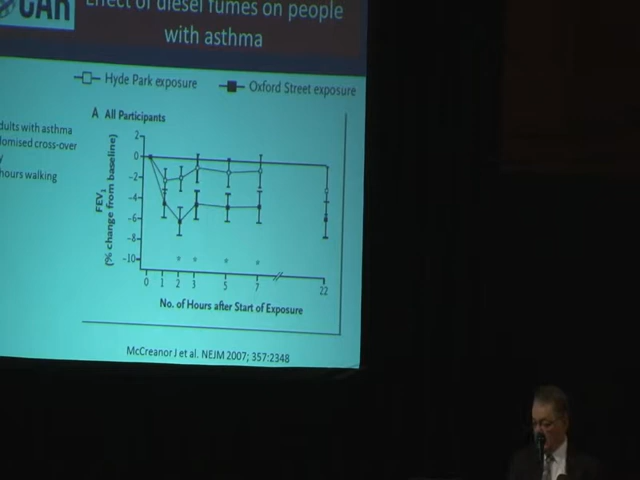 CAR
Effect of diesel fumes on people
with asthma
Hyde Park exposure
Oxford Street exposure
A All Participants
dults with asthma
lomised cross-over
y
hours walking
FEV1
(% change from baseline)
2
0
-2
-4
-6
-8
-10
* * * *
0 1 2 3 5 7 22
No. of Hours after Start of Exposure
McCreanor J et al. NEJM 2007; 357:2348